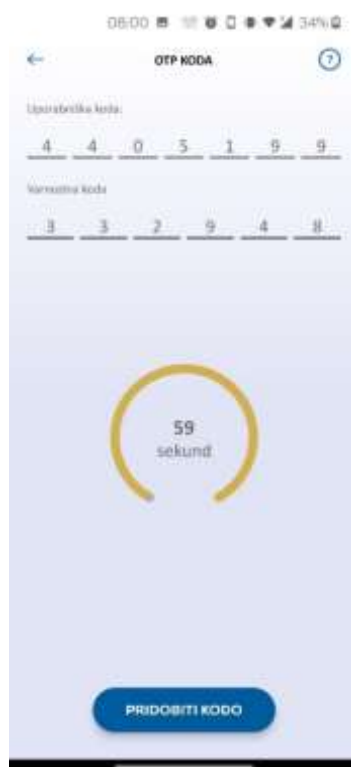 08:00 34%
OTP KODA
Uporabniška koda:
4 4 0 5 1 9 9
Varnostna koda
3 3 2 9 4 8
59
sekund
PRIDOBITI KODO